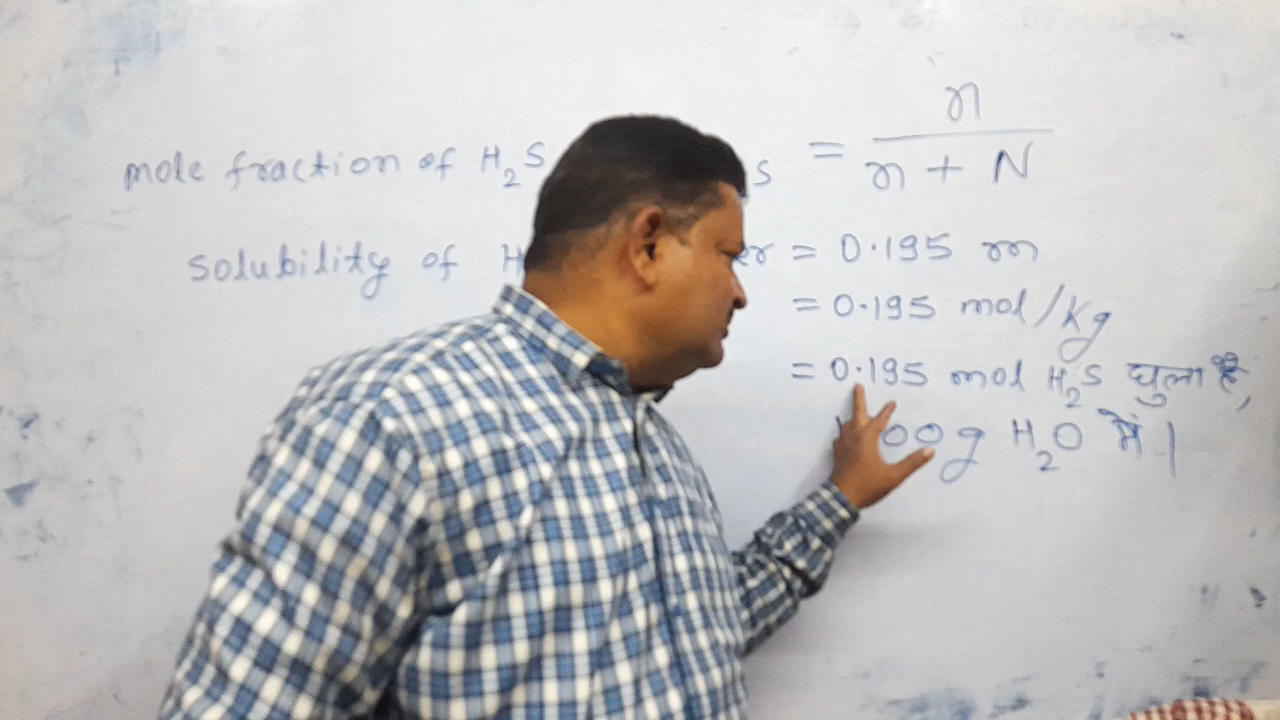 mole fraction of H₂S S = n / n + N
solubility of H er = 0.195 m
= 0.195 mol/Kg
= 0.195 mol H₂S घुला है,
00g H₂O में।